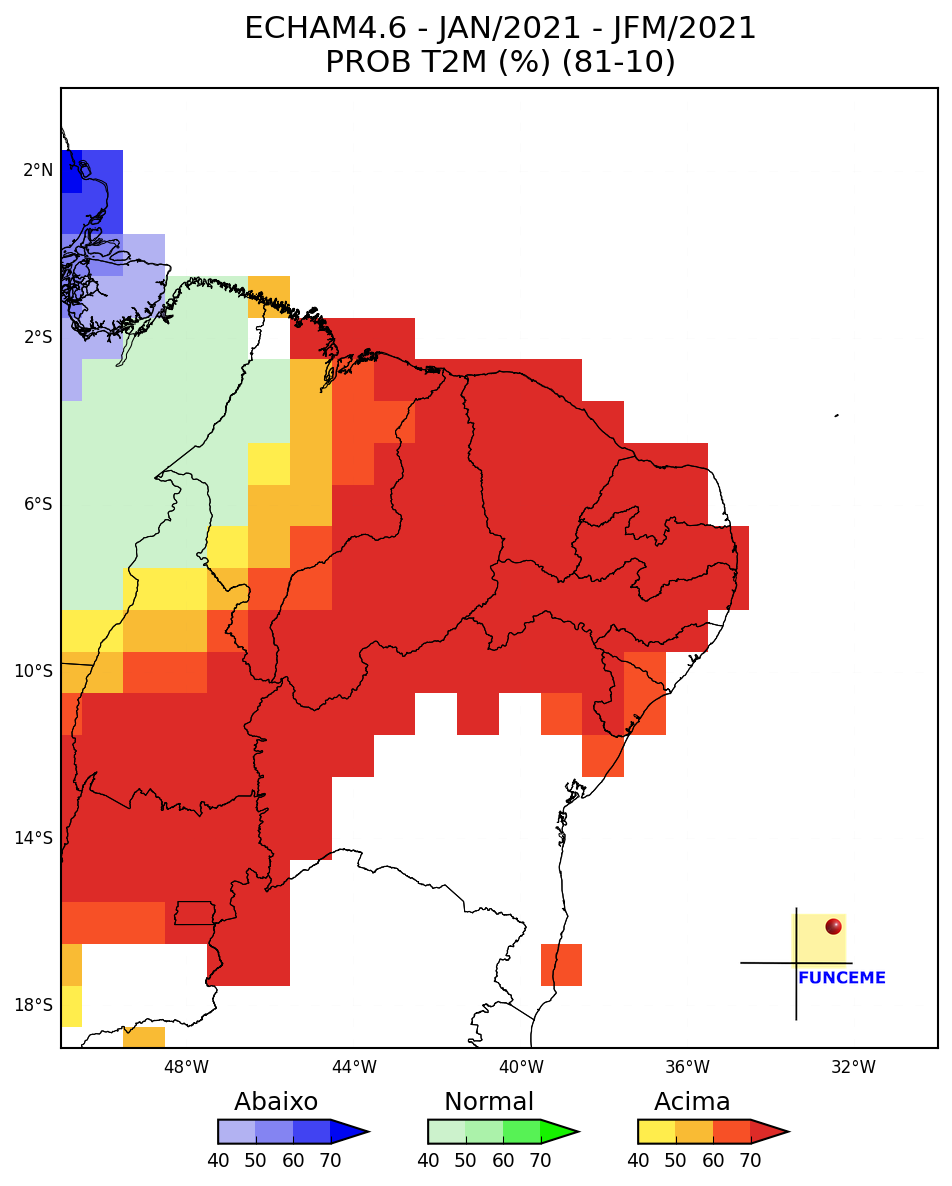 ECHAM4.6 - JAN/2021 - JFM/2021
PROB T2M (%) (81-10)
2°N
2°S
6°S
10°S
14°S
18°S
FUNCEME
48°W 44°W 40°W 36°W 32°W
Abaixo Normal Acima
40 50 60 70 40 50 60 70 40 50 60 70